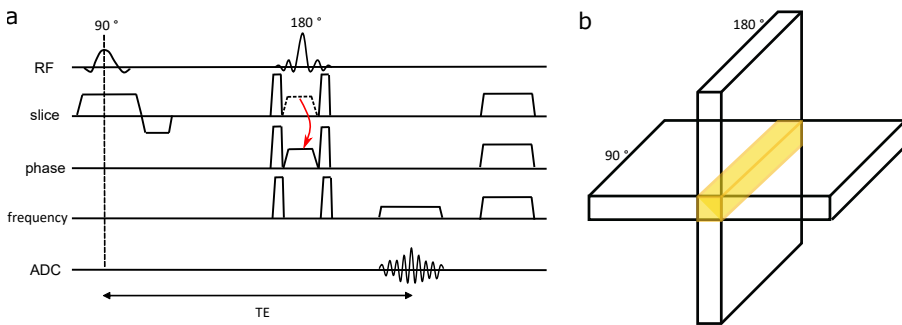 a
90 °
180 °
RF
slice
phase
frequency
ADC
TE
b
180 °
90 °